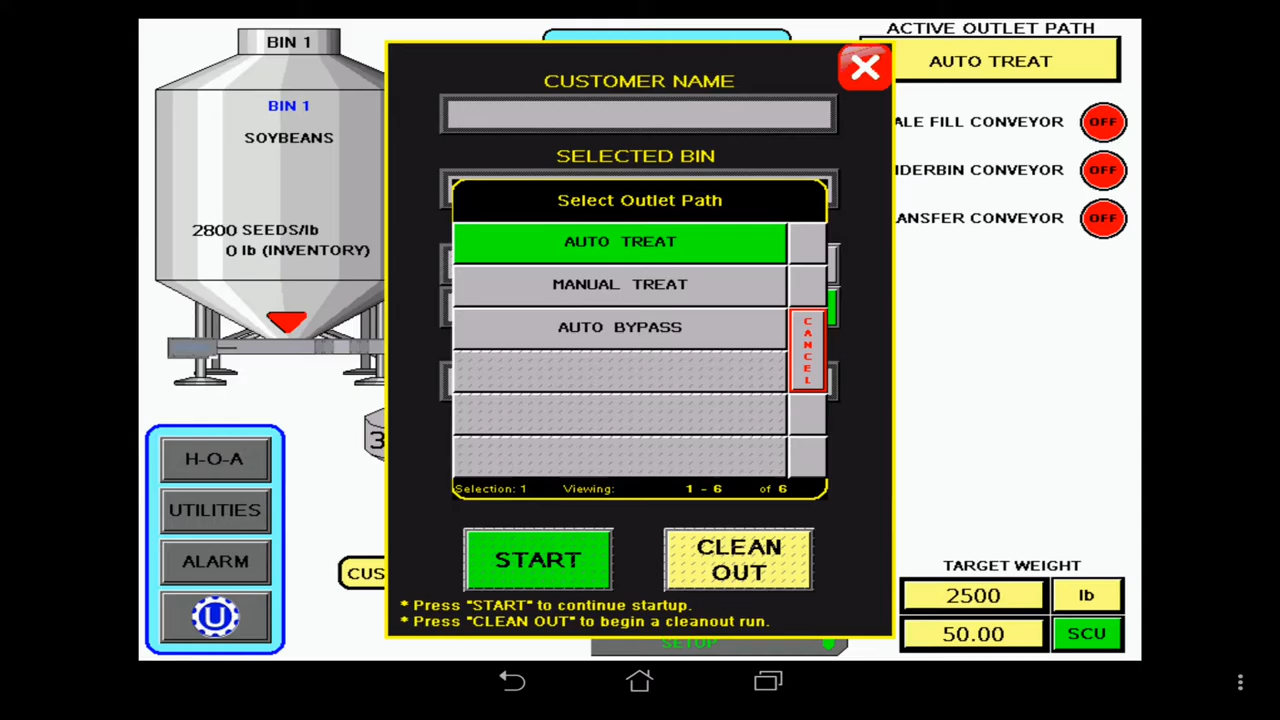 BIN 1
BIN 1
SOYBEANS
2800 SEEDS/lb
0 lb (INVENTORY)
H-O-A
UTILITIES
ALARM
U
3
CUS
CUSTOMER NAME
SELECTED BIN
Select Outlet Path
AUTO TREAT
MANUAL TREAT
AUTO BYPASS
CANCEL
Selection: 1 Viewing: 1 - 6 of 6
START
CLEAN
OUT
* Press "START" to continue startup.
* Press "CLEAN OUT" to begin a cleanout run.
SETUP
ACTIVE OUTLET PATH
AUTO TREAT
ALE FILL CONVEYOR OFF
IDERBIN CONVEYOR OFF
ANSFER CONVEYOR OFF
TARGET WEIGHT
2500 lb
50.00 SCU